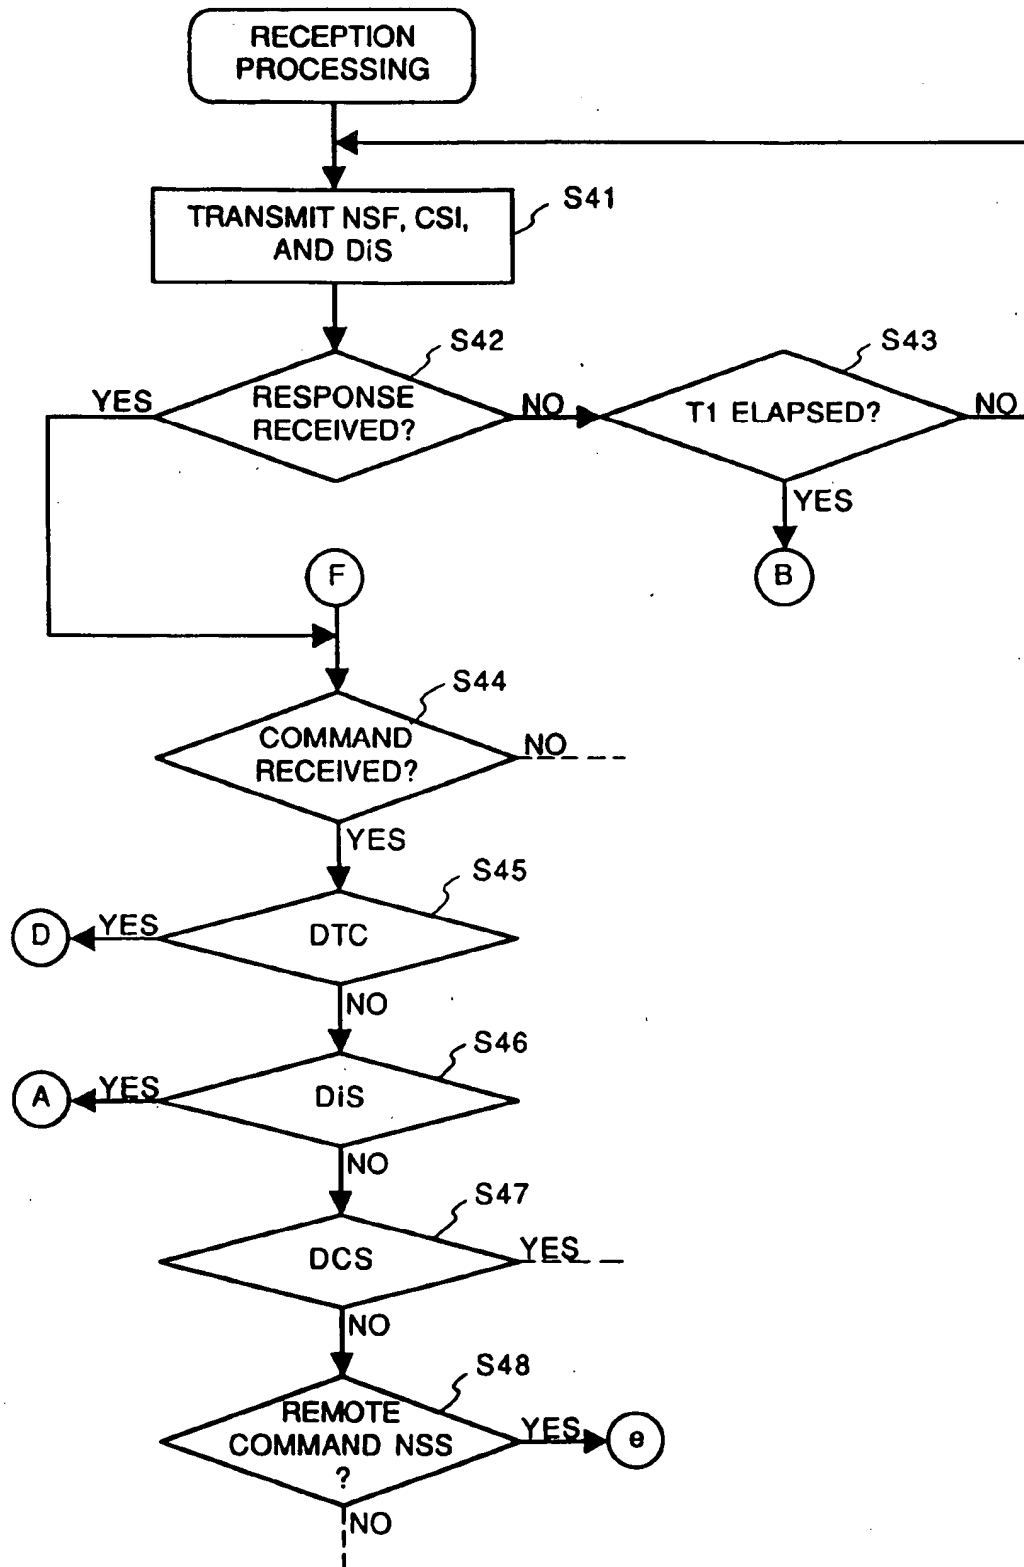 RECEPTION
PROCESSING
TRANSMIT NSF, CSI,
AND DiS
S41
RESPONSE
RECEIVED?
S42
YES
NO
T1 ELAPSED?
S43
NO
YES
B
F
COMMAND
RECEIVED?
S44
NO
YES
DTC
S45
YES
D
NO
DiS
S46
YES
A
NO
DCS
S47
YES
NO
REMOTE
COMMAND NSS
?
S48
YES
e
NO